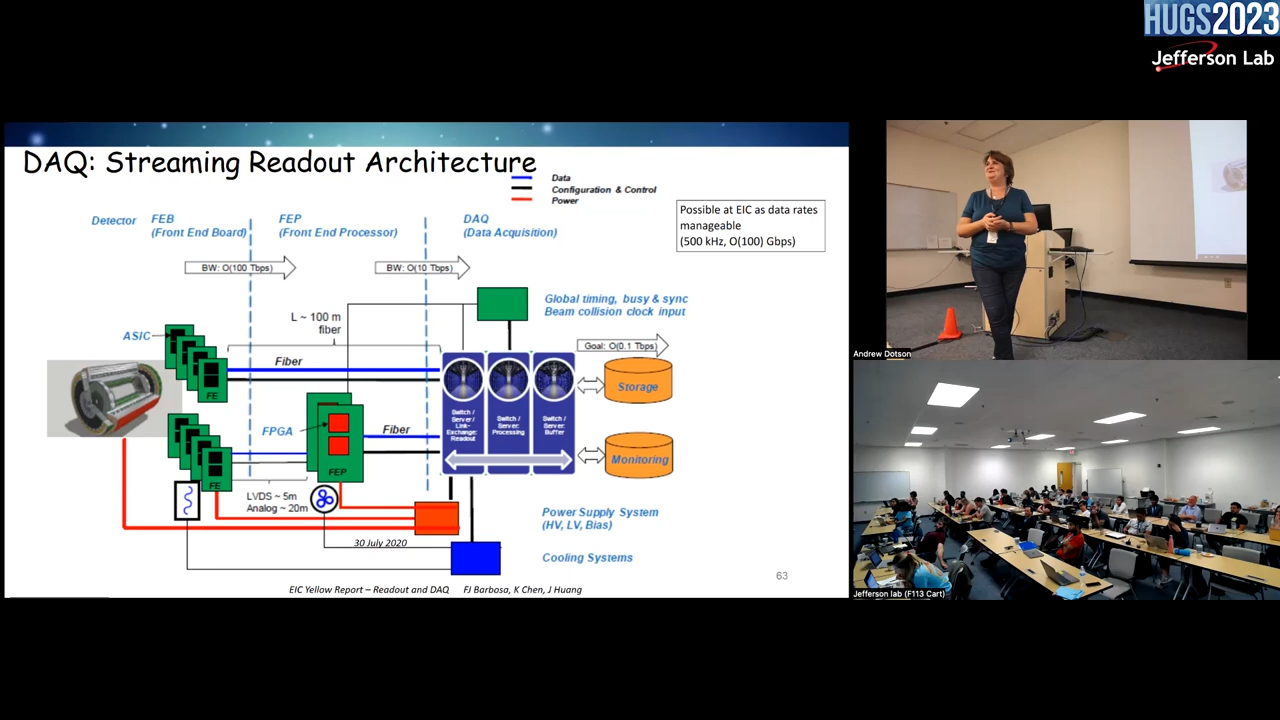 HUGS2023
Jefferson Lab
DAQ: Streaming Readout Architecture
Data
Configuration & Control
Power
Possible at EIC as data rates
manageable
(500 kHz, O(100) Gbps)
Detector
FEB
(Front End Board)
FEP
(Front End Processor)
DAQ
(Data Acquisition)
BW: O(100 Tbps)
BW: O(10 Tbps)
Global timing, busy & sync
Beam collision clock input
L ~ 100 m
fiber
ASIC
Goal: O(0.1 Tbps)
Fiber
FE
Storage
Switch /
Server /
Link-
Exchange:
Readout
Switch /
Server:
Processing
Switch /
Server:
Buffer
FPGA
Fiber
Monitoring
FEP
FE
LVDS ~ 5m
Analog ~ 20m
Power Supply System
(HV, LV, Bias)
30 July 2020
Cooling Systems
63
EIC Yellow Report – Readout and DAQ FJ Barbosa, K Chen, J Huang
Andrew Dotson
Jefferson lab (F113 Cart)